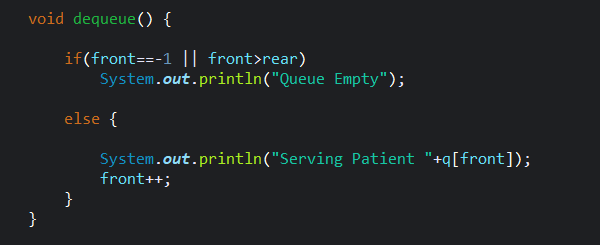 void dequeue() {
if(front==-1 || front>rear)
System.out.println("Queue Empty");
else {
System.out.println("Serving Patient "+q[front]);
front++;
}
}